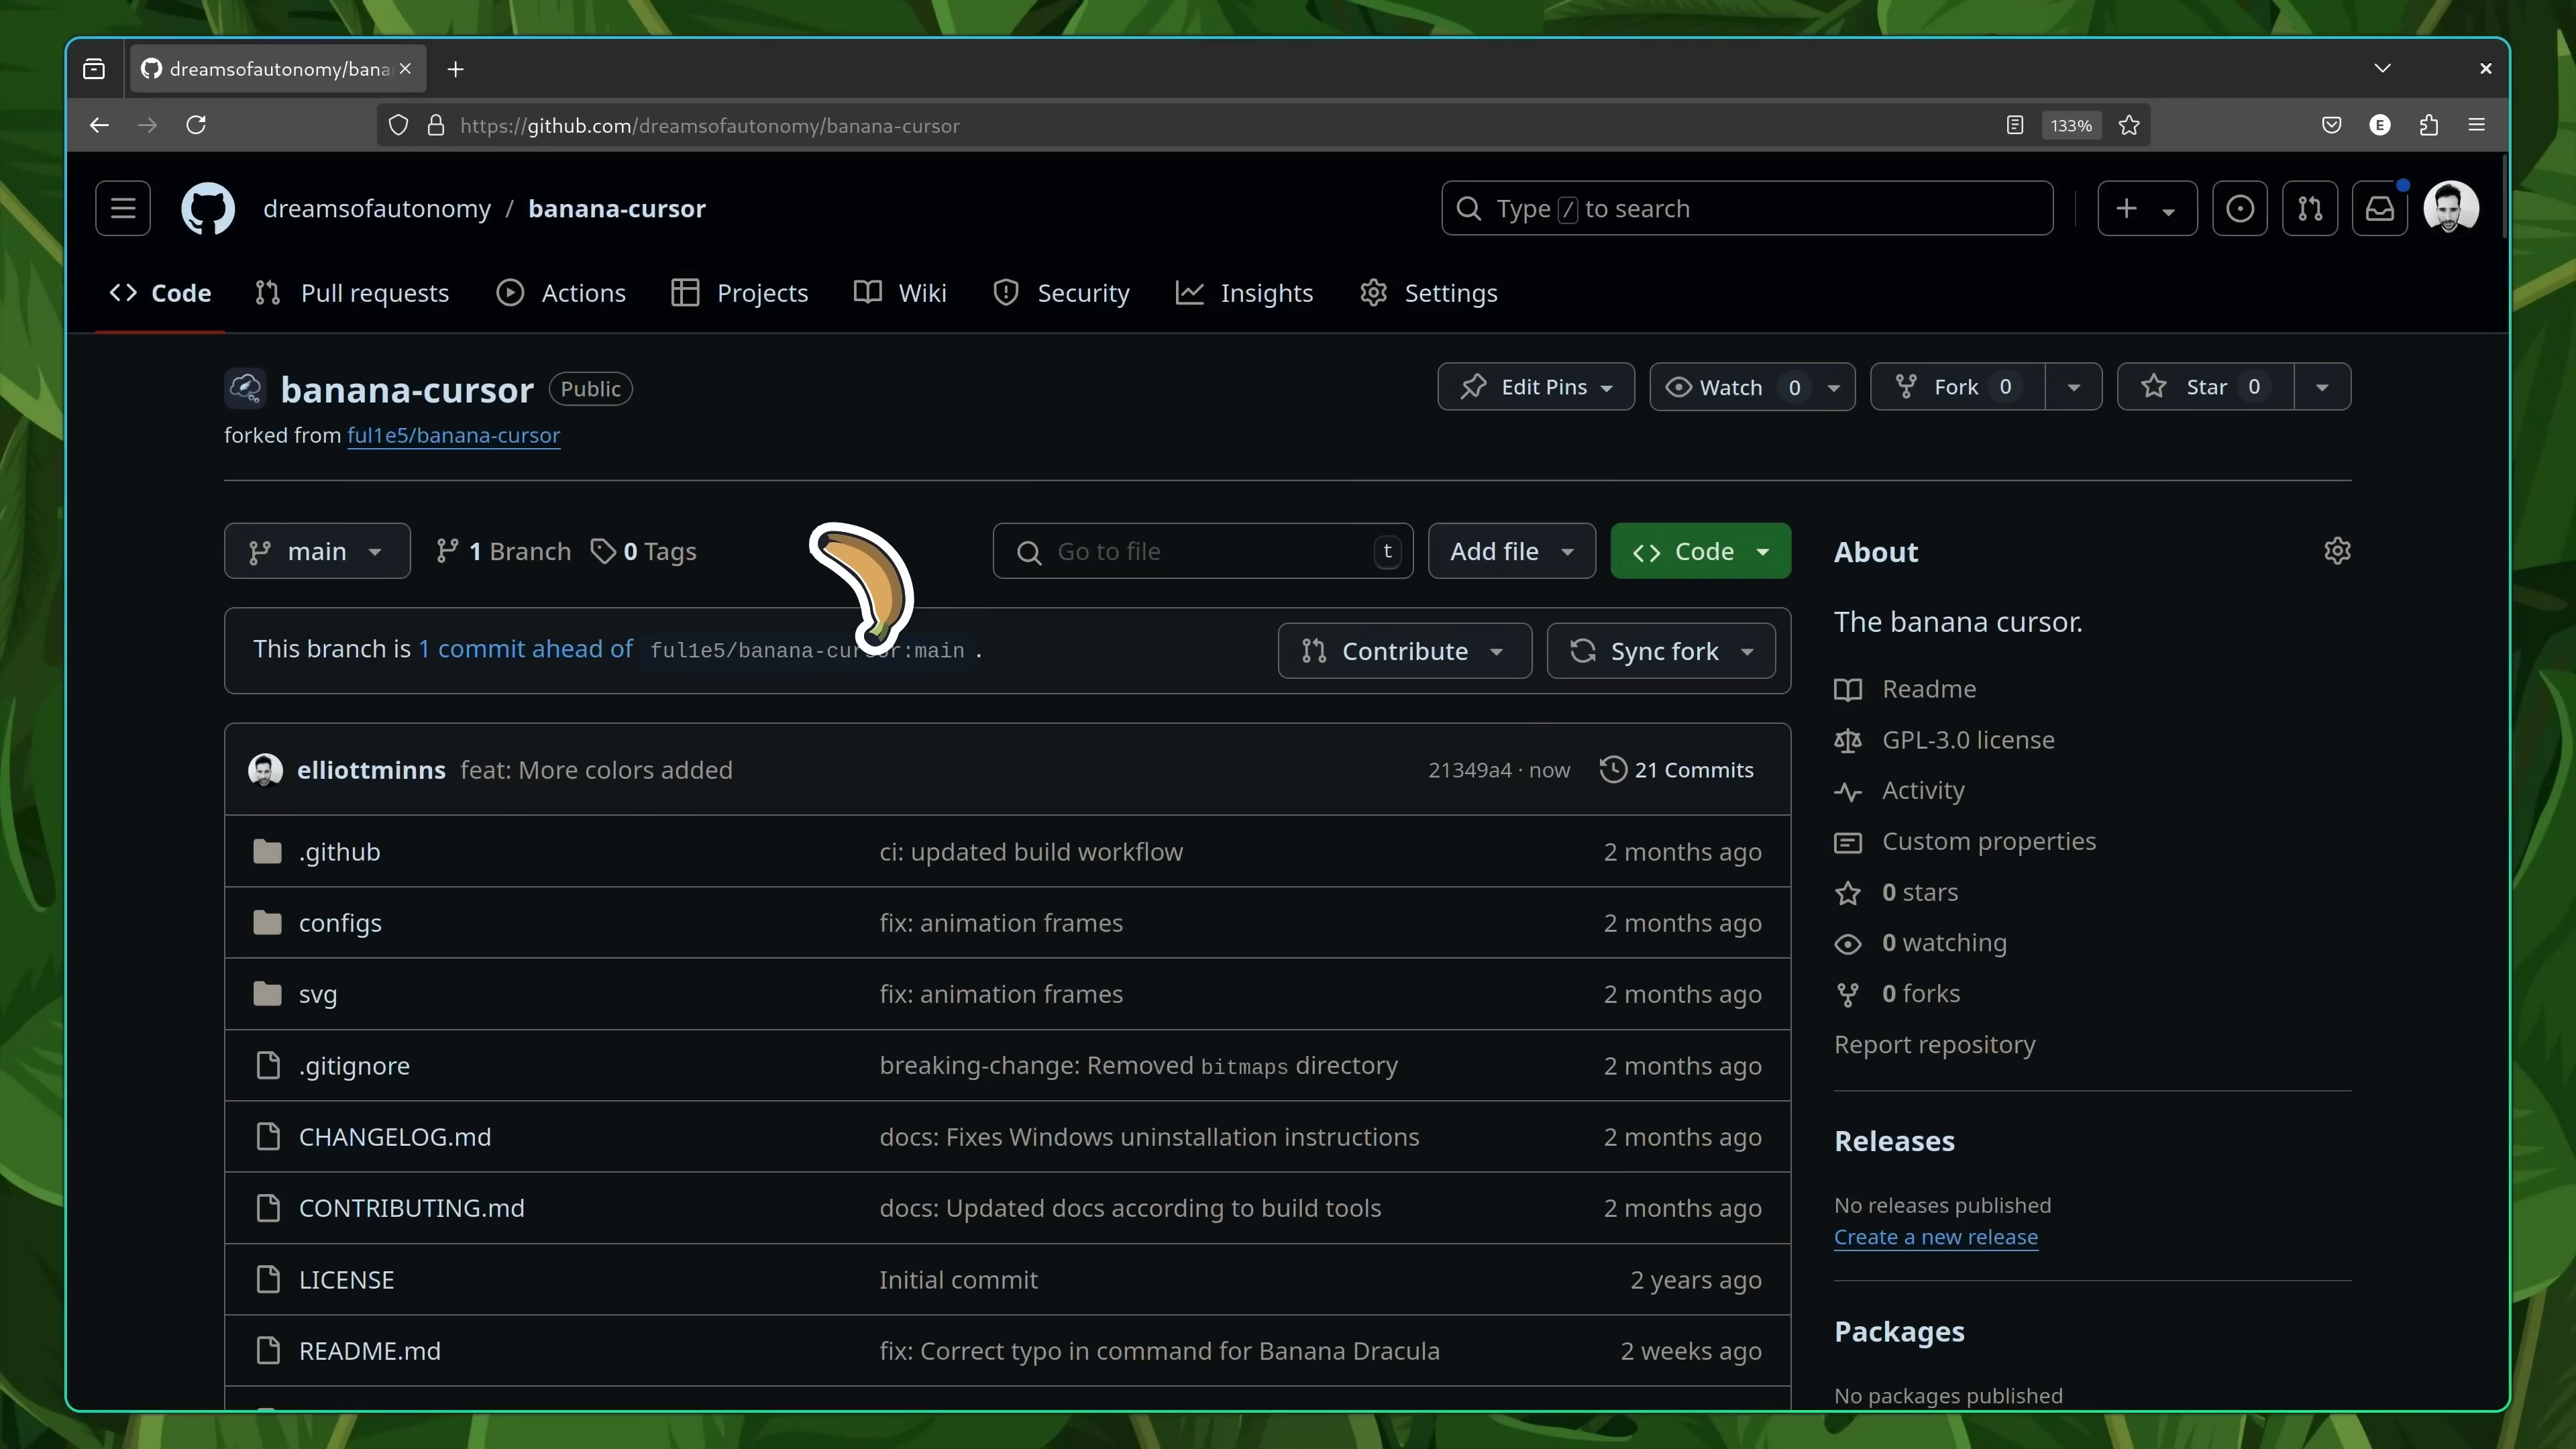 dreamsofautonomy/bana
https://github.com/dreamsofautonomy/banana-cursor
133%
E
dreamsofautonomy / banana-cursor
Type / to search
Code Pull requests Actions Projects Wiki Security Insights Settings
banana-cursor Public
Edit Pins Watch 0 Fork 0 Star 0
forked from ful1e5/banana-cursor
main 1 Branch 0 Tags
Go to file t
Add file
Code
This branch is 1 commit ahead of ful1e5/banana-cursor:main .
Contribute Sync fork
elliottminns feat: More colors added 21349a4 · now 21 Commits
.github ci: updated build workflow 2 months ago
configs fix: animation frames 2 months ago
svg fix: animation frames 2 months ago
.gitignore breaking-change: Removed bitmaps directory 2 months ago
CHANGELOG.md docs: Fixes Windows uninstallation instructions 2 months ago
CONTRIBUTING.md docs: Updated docs according to build tools 2 months ago
LICENSE Initial commit 2 years ago
README.md fix: Correct typo in command for Banana Dracula 2 weeks ago
About
The banana cursor.
Readme
GPL-3.0 license
Activity
Custom properties
0 stars
0 watching
0 forks
Report repository
Releases
No releases published
Create a new release
Packages
No packages published